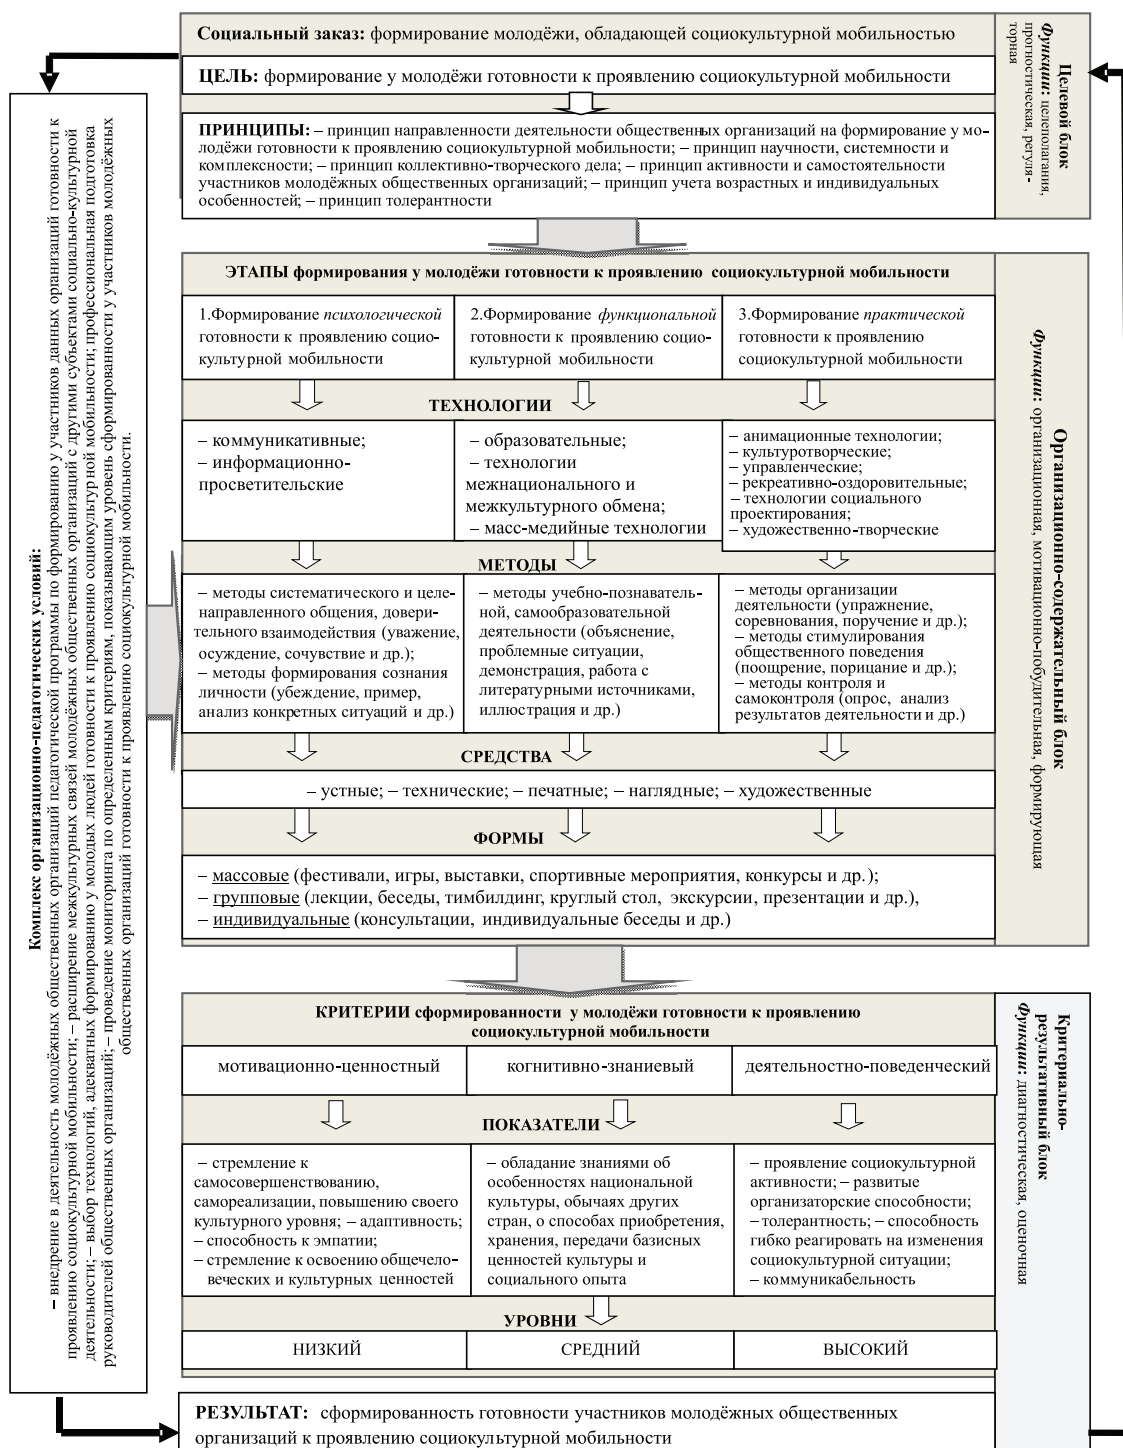 Социальный заказ: формирование молодёжи, обладающей социокультурной мобильностью
ЦЕЛЬ: формирование у молодёжи готовности к проявлению социокультурной мобильности
ПРИНЦИПЫ: – принцип направленности деятельности общественных организаций на формирование у мо-
лодёжи готовности к проявлению социокультурной мобильности; – принцип научности, системности и
комплексности; – принцип коллективно-творческого дела; – принцип активности и самостоятельности
участников молодёжных общественных организаций; – принцип учета возрастных и индивидуальных
особенностей; – принцип толерантности
Целевой блок
Функции: целеполагания,
прогностическая, регуля-
торная
Комплекс организационно-педагогических условий:
– внедрение в деятельность молодёжных общественных организаций педагогической программы по формированию у участников данных организаций готовности к
проявлению социокультурной мобильности; – расширение межкультурных связей молодёжных общественных организаций с другими субъектами социально-культурной
деятельности; – выбор технологий, адекватных формированию у молодых людей готовности к проявлению социокультурной мобильности; профессиональная подготовка
руководителей общественных организаций; – проведение мониторинга по определенным критериям, показывающим уровень сформированности у участников молодёжных
общественных организаций готовности к проявлению социокультурной мобильности.
ЭТАПЫ формирования у молодёжи готовности к проявлению социокультурной мобильности
1.Формирование психологической
готовности к проявлению социо-
культурной мобильности
2.Формирование функциональной
готовности к проявлению социо-
культурной мобильности
3.Формирование практической
готовности к проявлению
социокультурной мобильности
ТЕХНОЛОГИИ
– коммуникативные;
– информационно-
просветительские
– образовательные;
– технологии
межнационального и
межкультурного обмена;
– масс-медийные технологии
– анимационные технологии;
– культуротворческие;
– управленческие;
– рекреативно-оздоровительные;
– технологии социального
проектирования;
– художественно-творческие
МЕТОДЫ
– методы систематического и целе-
направленного общения, довери-
тельного взаимодействия (уважение,
осуждение, сочувствие и др.);
– методы формирования сознания
личности (убеждение, пример,
анализ конкретных ситуаций и др.)
– методы учебно-познаватель-
ной, самообразовательной
деятельности (объяснение,
проблемные ситуации,
демонстрация, работа с
литературными источниками,
иллюстрация и др.)
– методы организации
деятельности (упражнение,
соревнования, поручение и др.);
– методы стимулирования
общественного поведения
(поощрение, порицание и др.);
– методы контроля и
самоконтроля (опрос, анализ
результатов деятельности и др.)
СРЕДСТВА
– устные; – технические; – печатные; – наглядные; – художественные
ФОРМЫ
– массовые (фестивали, игры, выставки, спортивные мероприятия, конкурсы и др.);
– групповые (лекции, беседы, тимбилдинг, круглый стол, экскурсии, презентации и др.),
– индивидуальные (консультации, индивидуальные беседы и др.)
Организационно-содержательный блок
Функции: организационная, мотивационно-побудительная, формирующая
КРИТЕРИИ сформированности у молодёжи готовности к проявлению
социокультурной мобильности
мотивационно-ценностный
когнитивно-знаниевый
деятельностно-поведенческий
ПОКАЗАТЕЛИ
– стремление к
самосовершенствованию,
самореализации, повышению своего
культурного уровня; – адаптивность;
– способность к эмпатии;
– стремление к освоению общечело-
веческих и культурных ценностей
– обладание знаниями об
особенностях национальной
культуры, обычаях других
стран, о способах приобретения,
хранения, передачи базисных
ценностей культуры и
социального опыта
– проявление социокультурной
активности; – развитые
организаторские способности;
– толерантность; – способность
гибко реагировать на изменения
социокультурной ситуации;
– коммуникабельность
УРОВНИ
НИЗКИЙ
СРЕДНИЙ
ВЫСОКИЙ
Критериально-
результативный блок
Функции: диагностическая, оценочная
РЕЗУЛЬТАТ: сформированность готовности участников молодёжных общественных
организаций к проявлению социокультурной мобильности